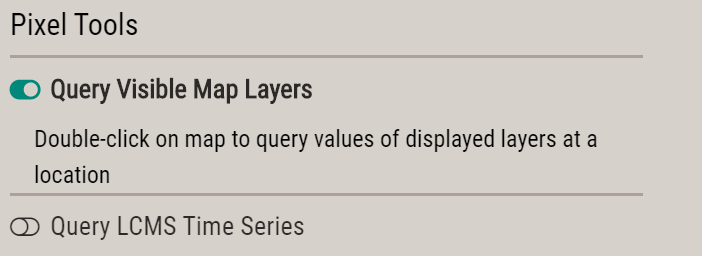 Pixel Tools
Query Visible Map Layers
Double-click on map to query values of displayed layers at a
location
Query LCMS Time Series